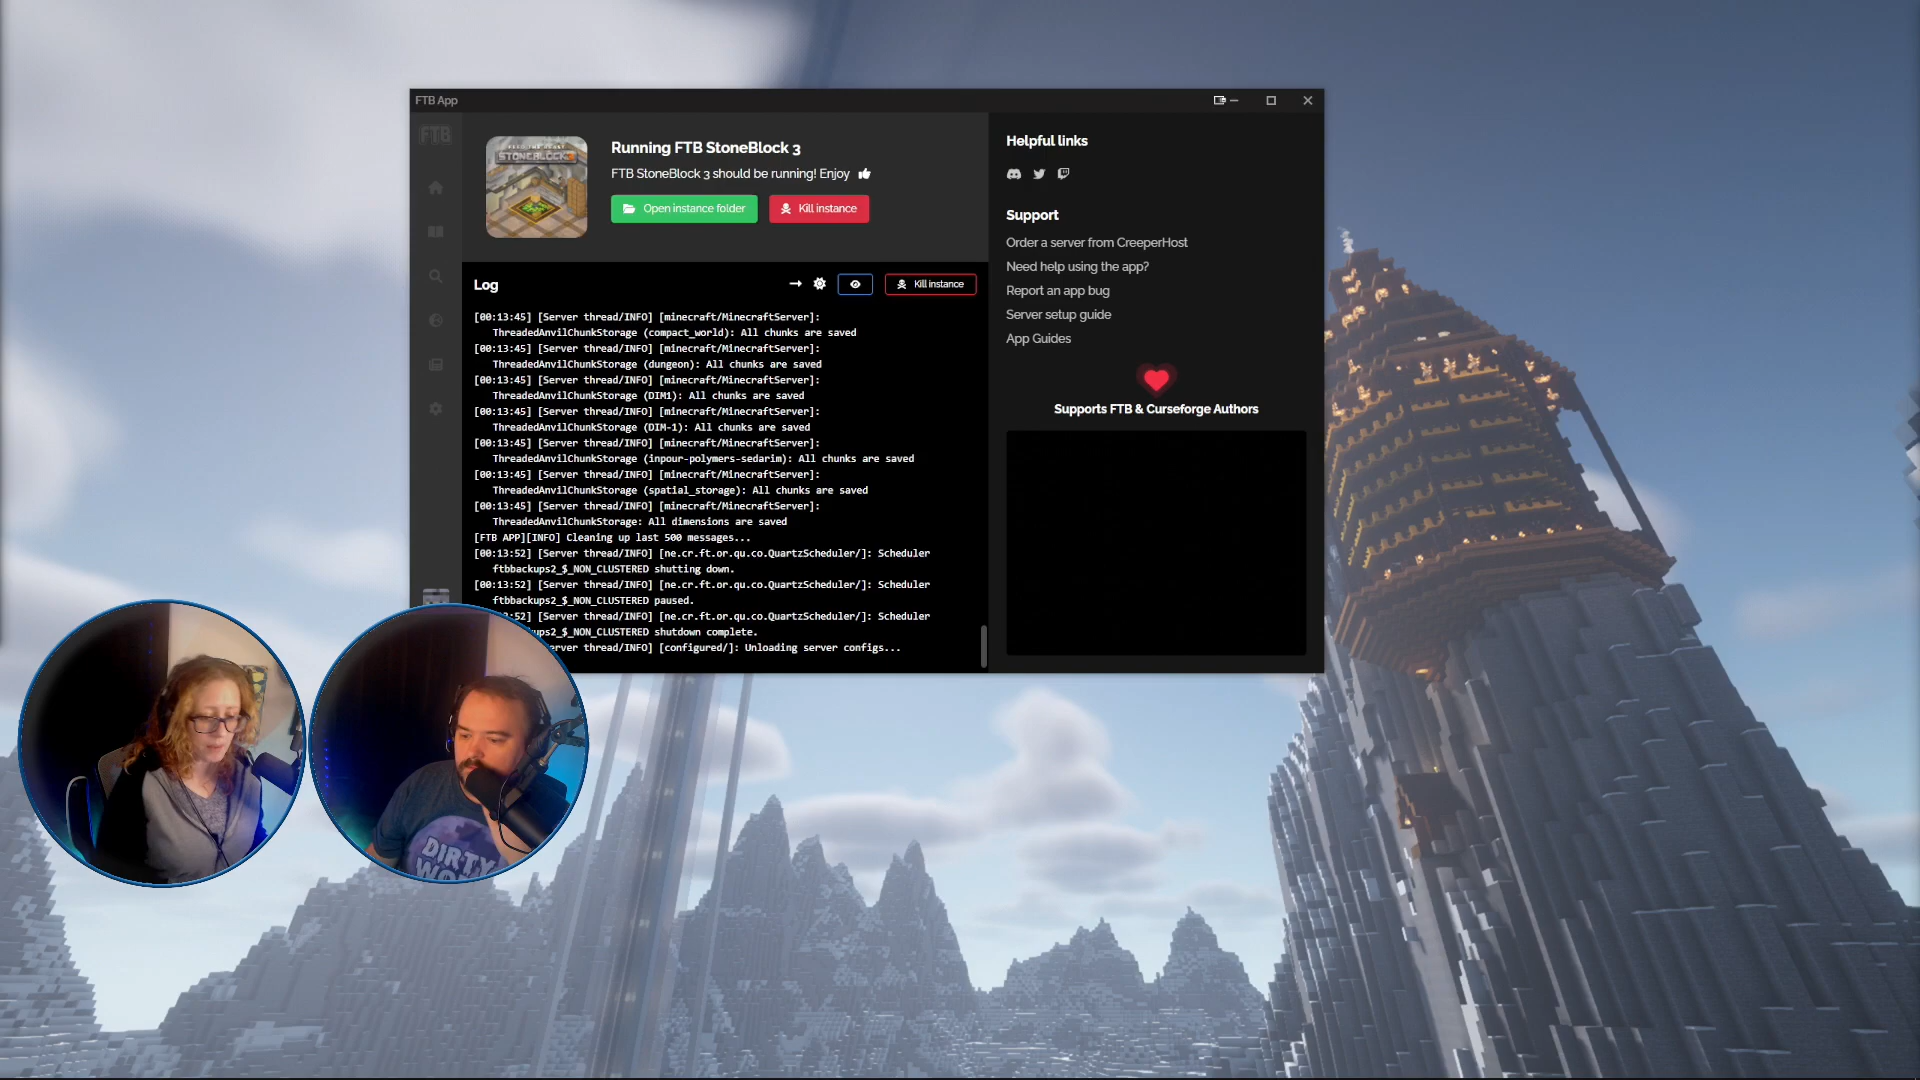 FTB App
FTB
STONEBLOCK 3
Running FTB StoneBlock 3
FTB StoneBlock 3 should be running! Enjoy
Open instance folder
Kill instance
Log
Kill instance
[00:13:45] [Server thread/INFO] [minecraft/MinecraftServer]:
ThreadedAnvilChunkStorage (compact_world): All chunks are saved
[00:13:45] [Server thread/INFO] [minecraft/MinecraftServer]:
ThreadedAnvilChunkStorage (dungeon): All chunks are saved
[00:13:45] [Server thread/INFO] [minecraft/MinecraftServer]:
ThreadedAnvilChunkStorage (DIM1): All chunks are saved
[00:13:45] [Server thread/INFO] [minecraft/MinecraftServer]:
ThreadedAnvilChunkStorage (DIM-1): All chunks are saved
[00:13:45] [Server thread/INFO] [minecraft/MinecraftServer]:
ThreadedAnvilChunkStorage (inpour-polymers-sedarim): All chunks are saved
[00:13:45] [Server thread/INFO] [minecraft/MinecraftServer]:
ThreadedAnvilChunkStorage (spatial_storage): All chunks are saved
[00:13:45] [Server thread/INFO] [minecraft/MinecraftServer]:
ThreadedAnvilChunkStorage: All dimensions are saved
[FTB APP][INFO] Cleaning up last 500 messages...
[00:13:52] [Server thread/INFO] [ne.cr.ft.or.qu.co.QuartzScheduler/]: Scheduler
ftbbackups2_$_NON_CLUSTERED shutting down.
[00:13:52] [Server thread/INFO] [ne.cr.ft.or.qu.co.QuartzScheduler/]: Scheduler
ftbbackups2_$_NON_CLUSTERED paused.
:52] [Server thread/INFO] [ne.cr.ft.or.qu.co.QuartzScheduler/]: Scheduler
ups2_$_NON_CLUSTERED shutdown complete.
erver thread/INFO] [configured/]: Unloading server configs...
Helpful links
Support
Order a server from CreeperHost
Need help using the app?
Report an app bug
Server setup guide
App Guides
Supports FTB & Curseforge Authors
DIRTY